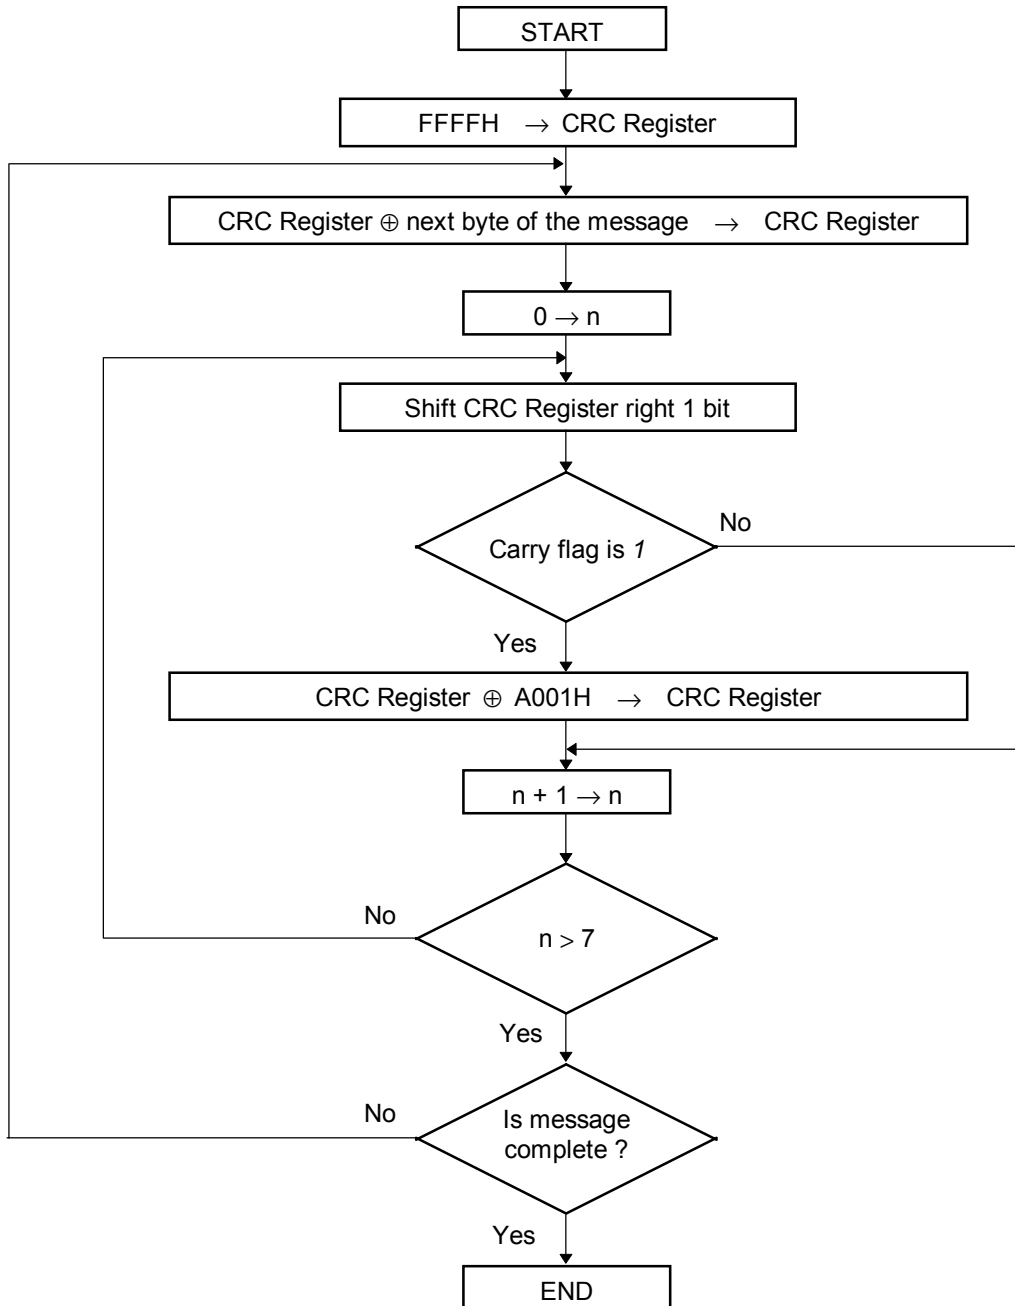 START
FFFFH → CRC Register
CRC Register ⊕ next byte of the message → CRC Register
0 → n
Shift CRC Register right 1 bit
No
Carry flag is 1
Yes
CRC Register ⊕ A001H → CRC Register
n + 1 → n
No
n > 7
Yes
No
Is message
complete ?
Yes
END